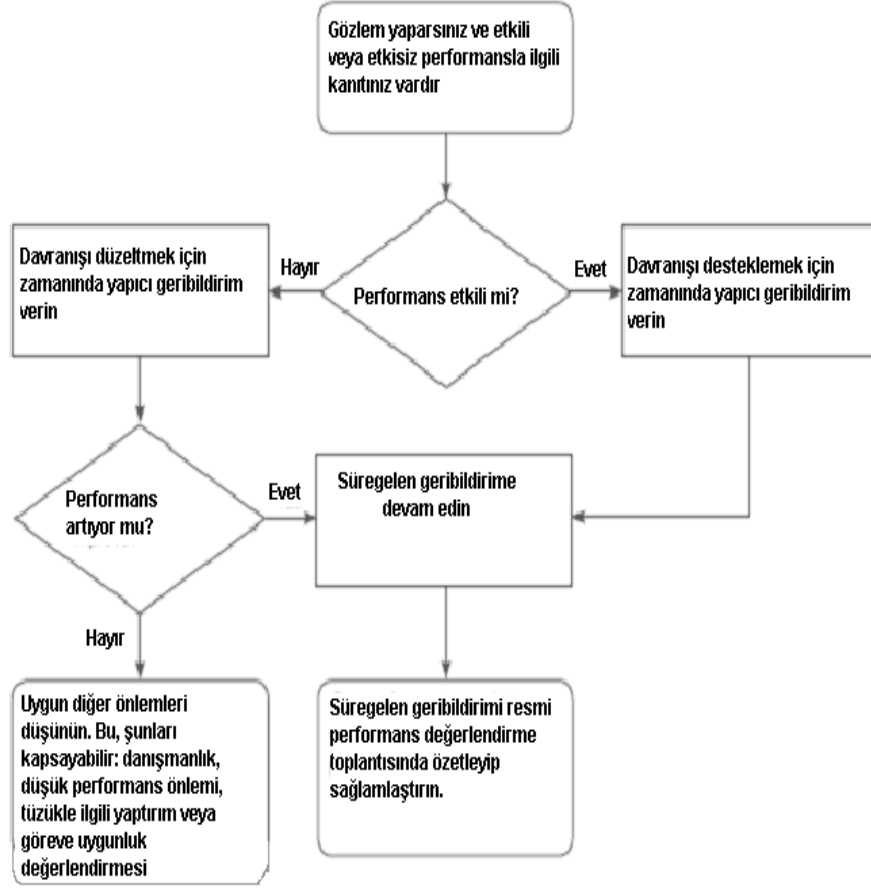 Gözlem yaparsınız ve etkili
veya etkisiz performansla ilgili
kanıtınız vardır
Davranışı düzeltmek için
zamanında yapıcı geribildirim
verin
Hayır
Performans etkili mi?
Evet
Davranışı desteklemek için
zamanında yapıcı geribildirim
verin
Performans
artıyor mu?
Evet
Süregelen geribildirime
devam edin
Hayır
Uygun diğer önlemleri
düşünün. Bu, şunları
kapsayabilir: danışmanlık,
düşük performans önlemi,
tüzükle ilgili yaptırım veya
göreve uygunluk
değerlendirmesi
Süregelen geribildirimi resmi
performans değerlendirme
toplantısında özetleyip
sağlamlaştırın.